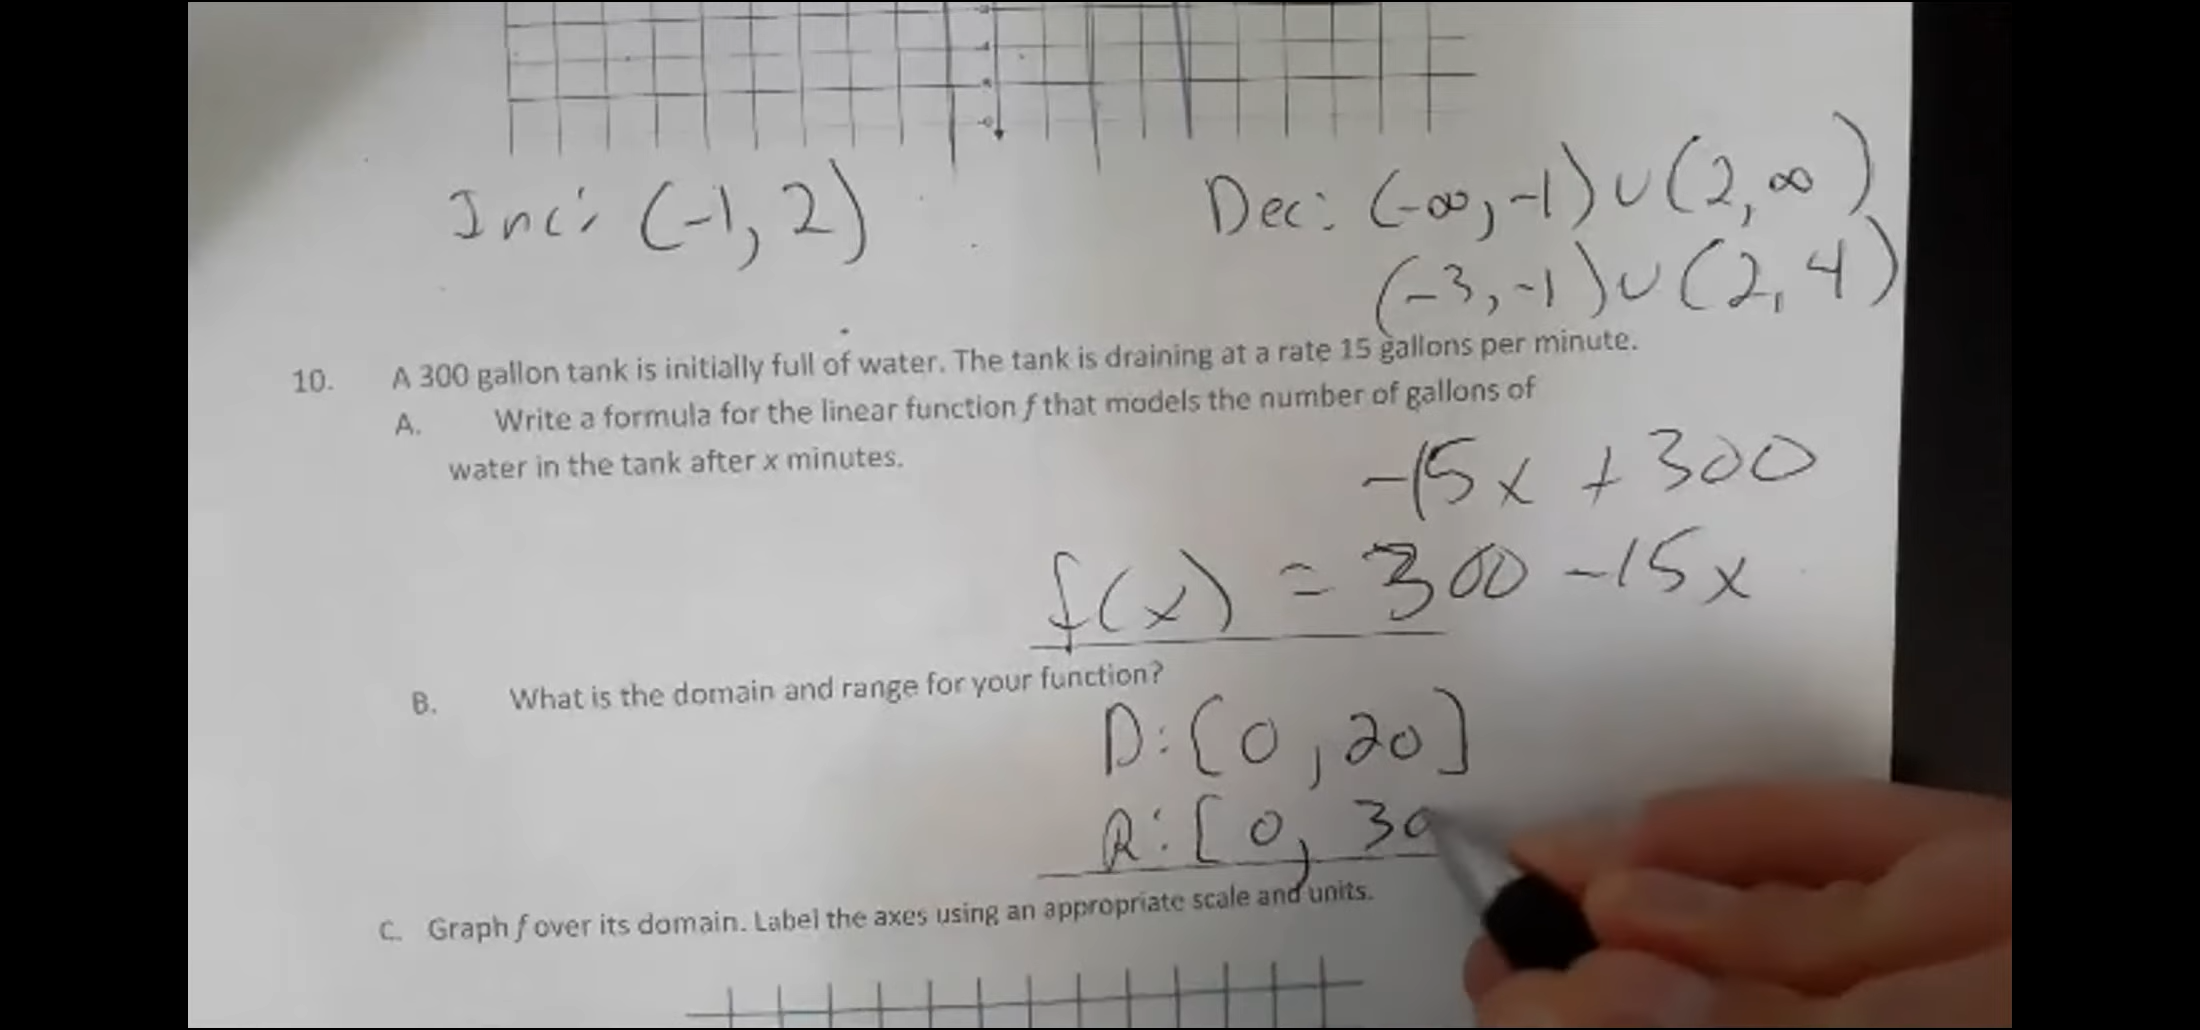 Inc: (-1, 2)
Dec: (-∞, -1) ∪ (2, ∞)
(-3, -1) ∪ (2, 4)
10. A 300 gallon tank is initially full of water. The tank is draining at a rate 15 gallons per minute.
A. Write a formula for the linear function f that models the number of gallons of
water in the tank after x minutes.
-15x + 300
f(x) = 300 - 15x
B. What is the domain and range for your function?
D: [0, 20]
R: [0, 30
C. Graph f over its domain. Label the axes using an appropriate scale and units.